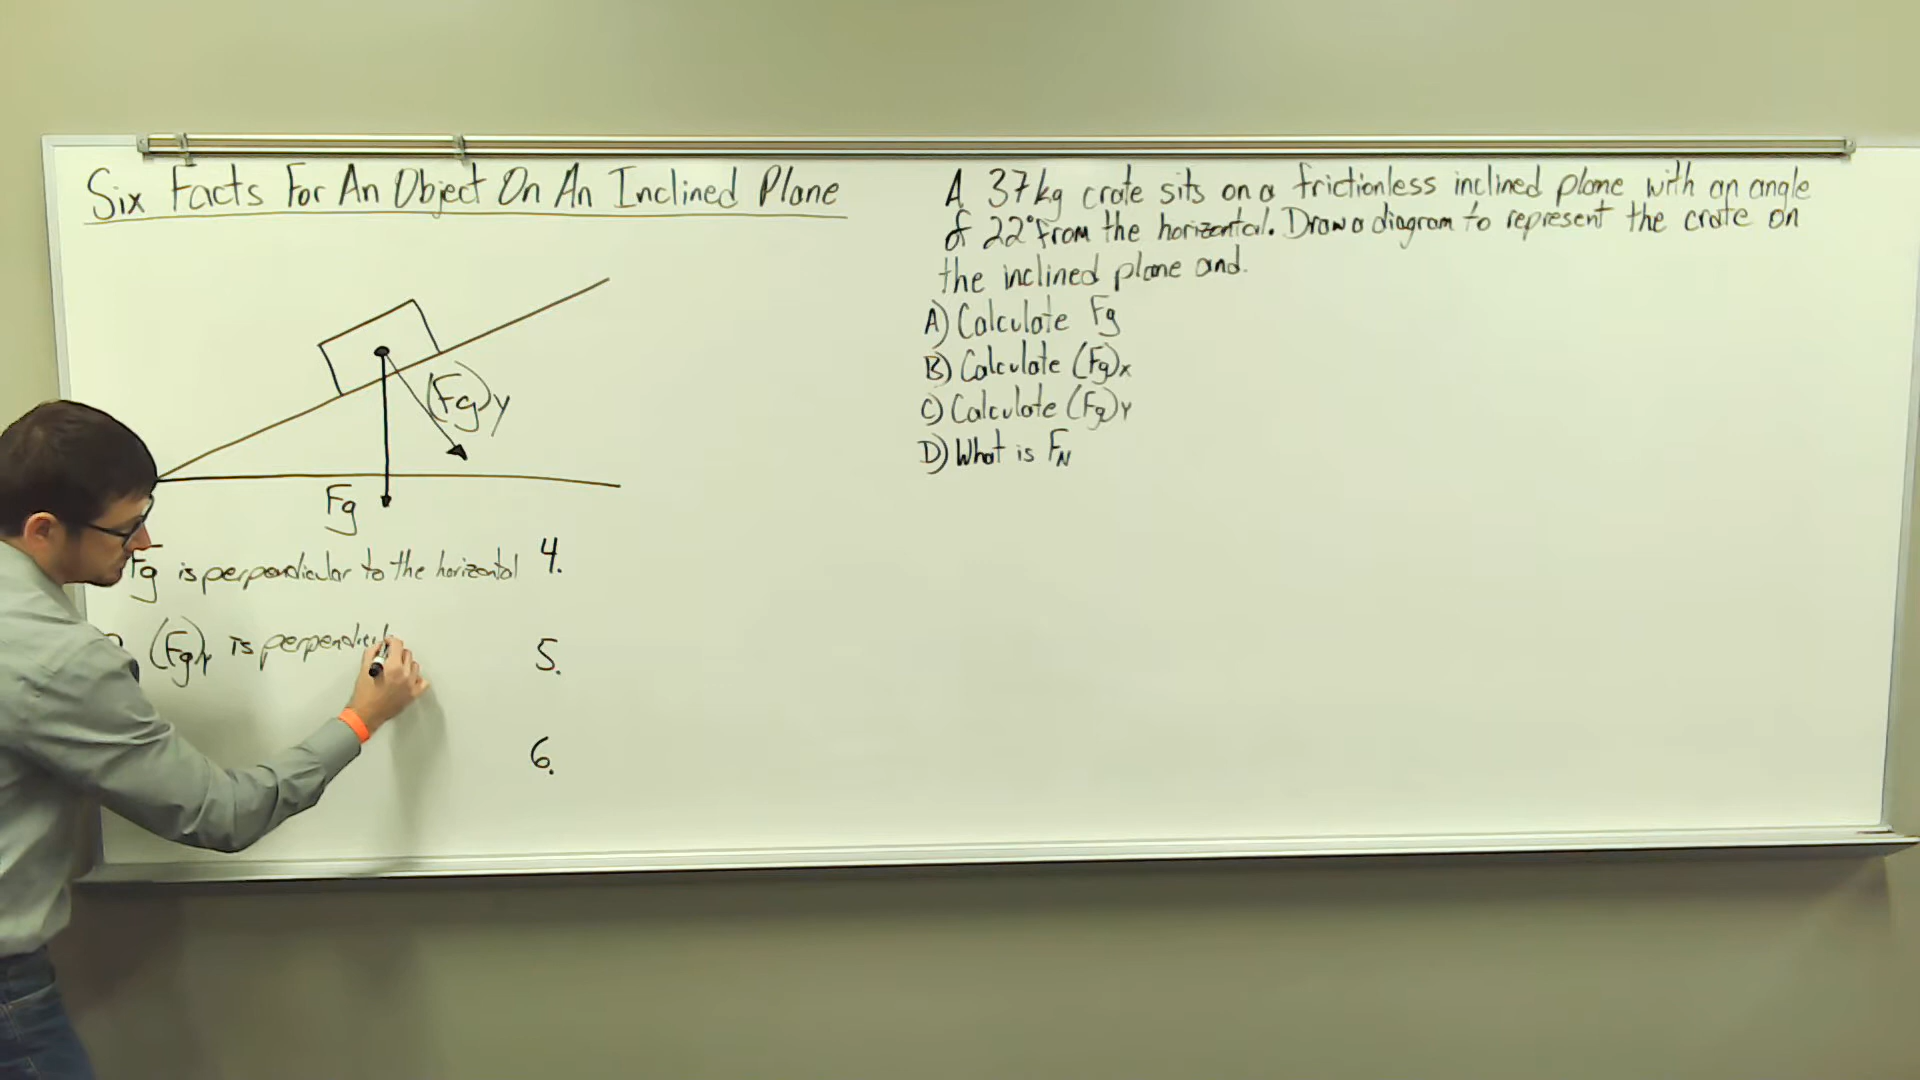 Six Facts For An Object On An Inclined Plane
(Fg)y
Fg
Fg is perpendicular to the horizontal
(Fg)y is perpendicul
4.
5.
6.
A 37kg crate sits on a frictionless inclined plane with an angle
of 22° from the horizontal. Draw a diagram to represent the crate on
the inclined plane and.
A) Calculate Fg
B) Calculate (Fg)x
C) Calculate (Fg)y
D) What is FN